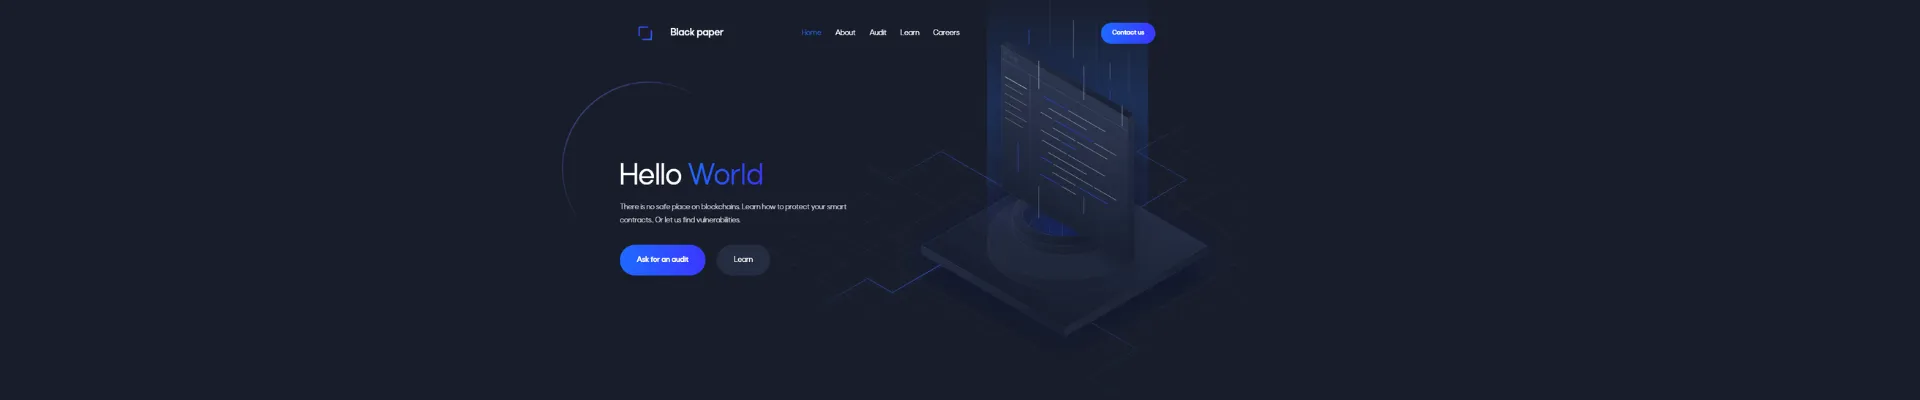 Black paper
Home
About
Audit
Learn
Careers
Contact us
Hello World
There is no safe place on blockchains. Learn how to protect your smart
contracts.. Or let us find vulnerabilities.
Ask for an audit
Learn